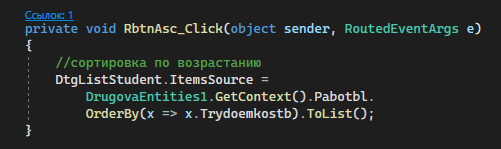 Ссылок: 1
private void RbtnAsc_Click(object sender, RoutedEventArgs e)
{
//сортировка по возрастанию
DtgListStudent.ItemsSource =
DrugovaEntities1.GetContext().Pabotbl.
OrderBy(x => x.Trydoemkostb).ToList();
}